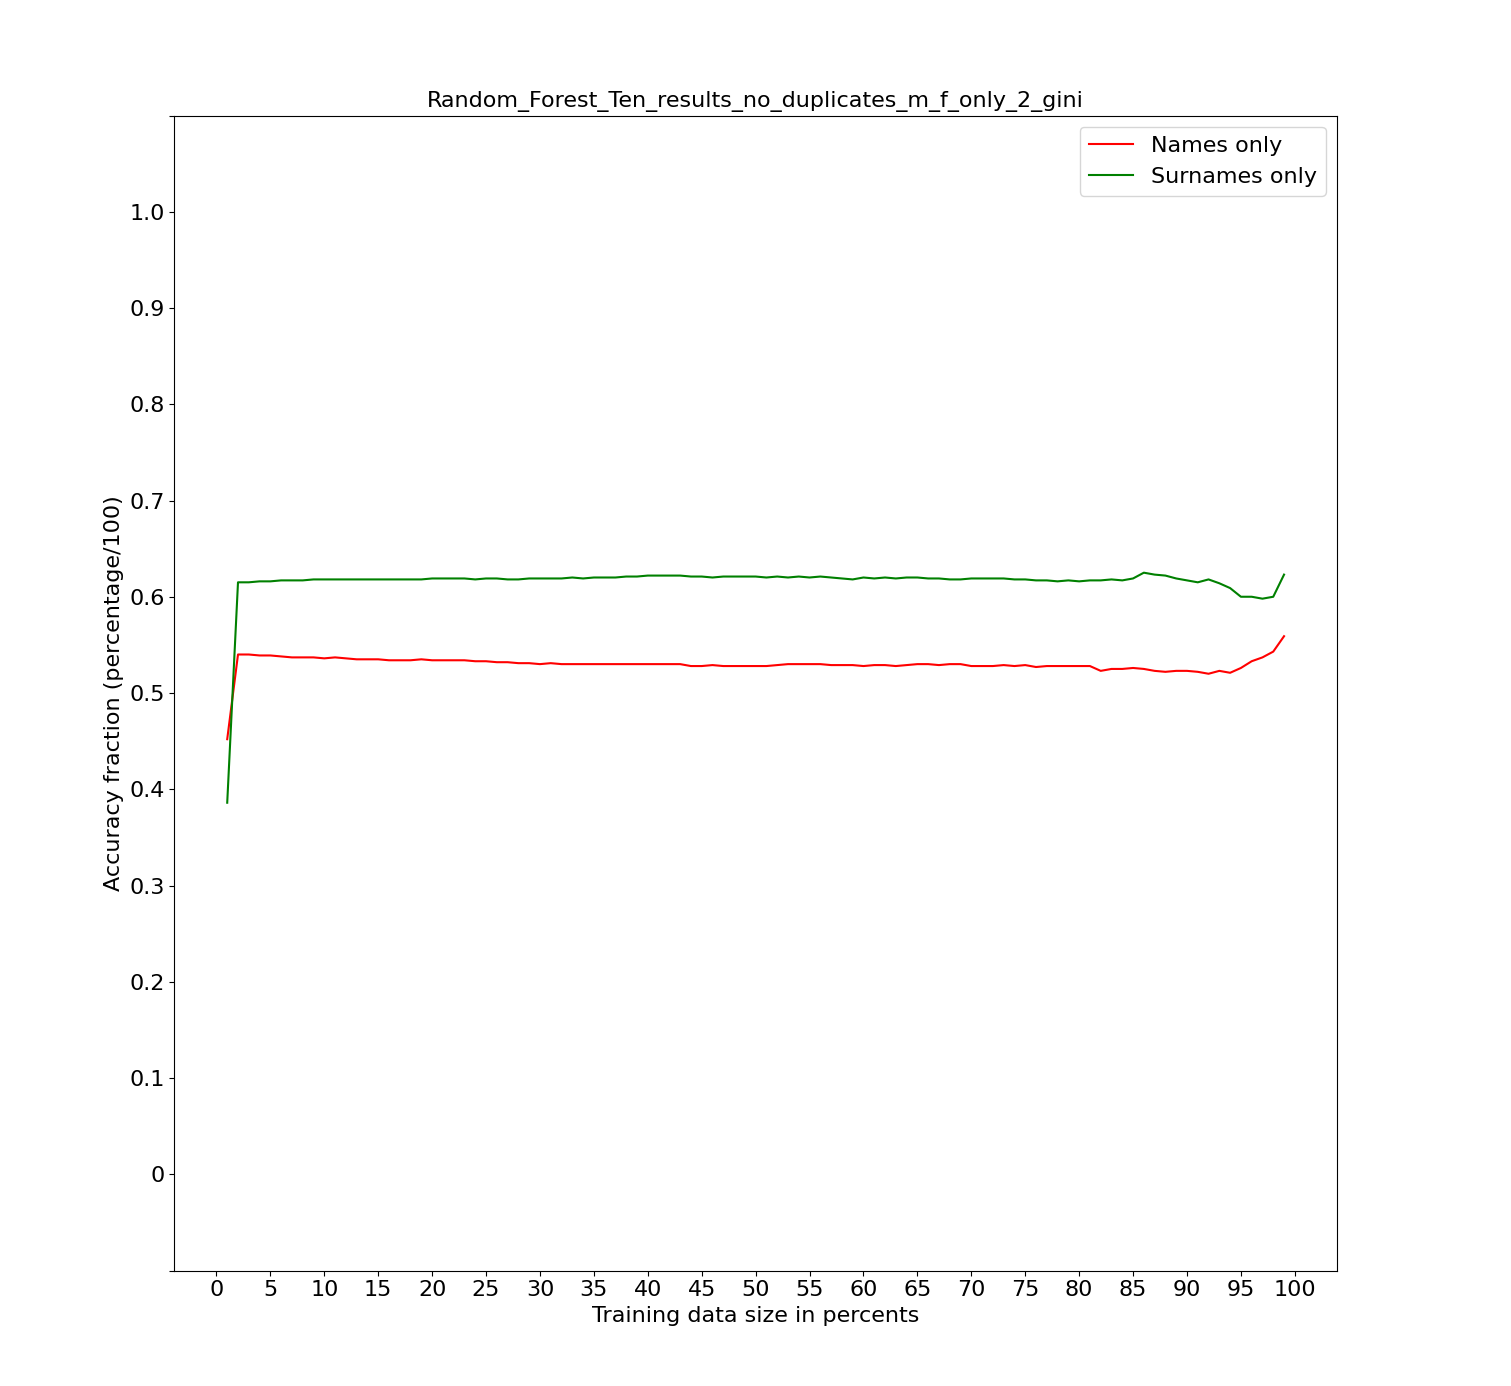 Random_Forest_Ten_results_no_duplicates_m_f_only_2_gini
Names only
Surnames only
1.0
0.9
0.8
0.7
0.6
0.5
0.4
0.3
0.2
0.1
0
Accuracy fraction (percentage/100)
0 5 10 15 20 25 30 35 40 45 50 55 60 65 70 75 80 85 90 95 100
Training data size in percents